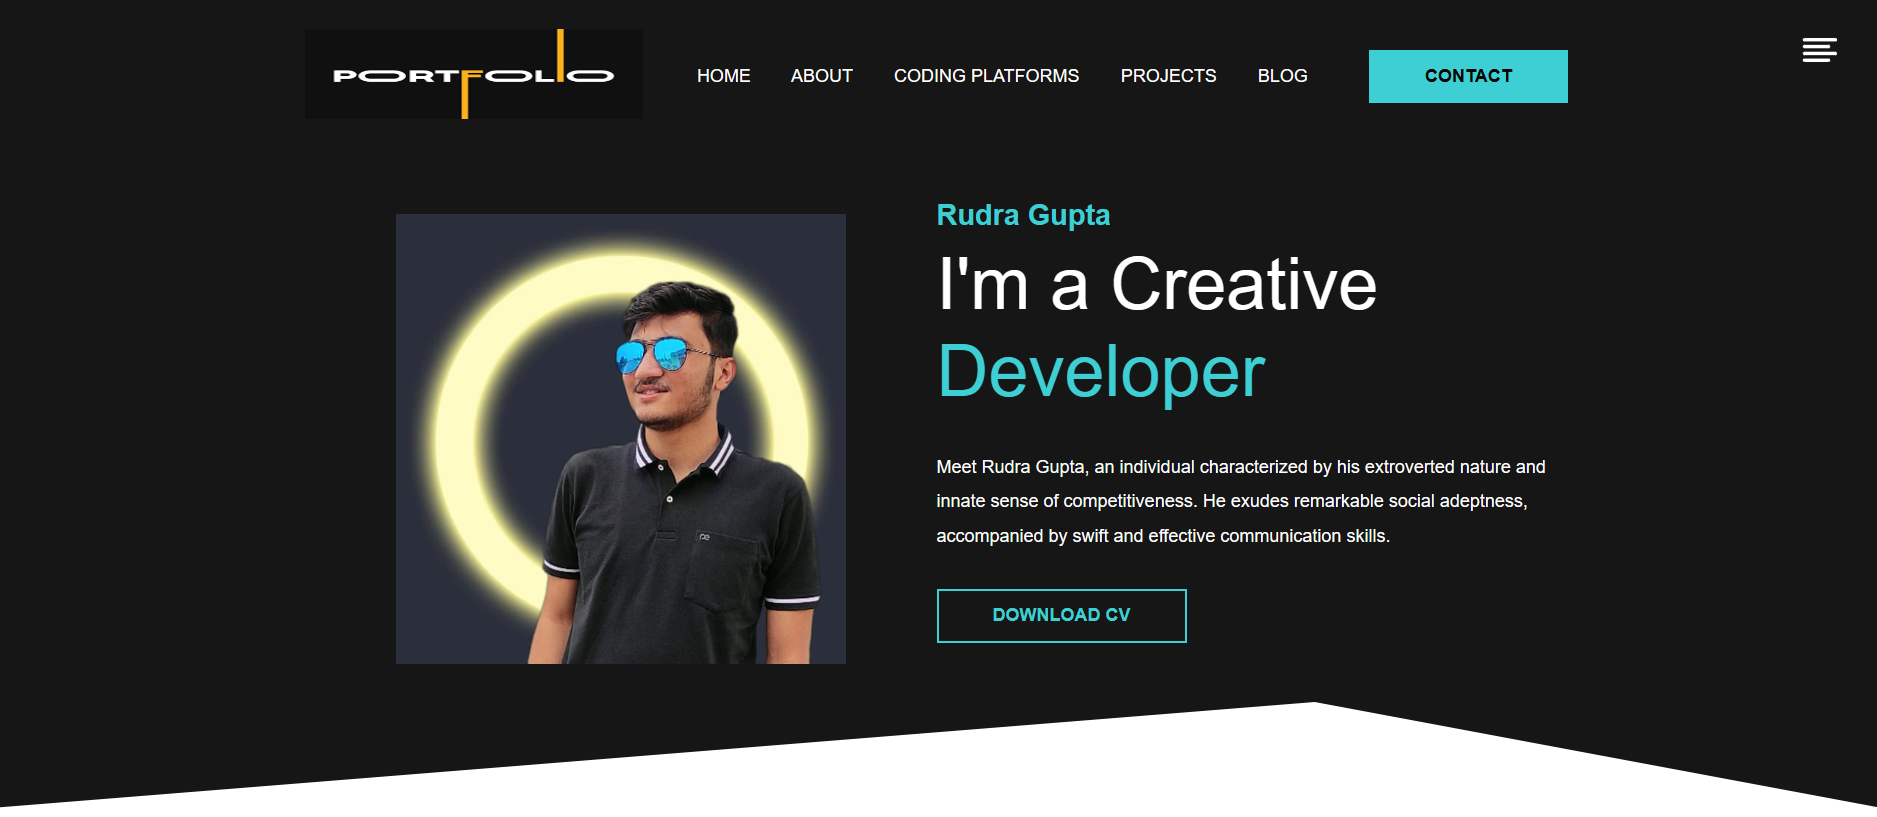 PORTFOLIO
HOME ABOUT CODING PLATFORMS PROJECTS BLOG CONTACT
Rudra Gupta
I'm a Creative
Developer
Meet Rudra Gupta, an individual characterized by his extroverted nature and
innate sense of competitiveness. He exudes remarkable social adeptness,
accompanied by swift and effective communication skills.
DOWNLOAD CV